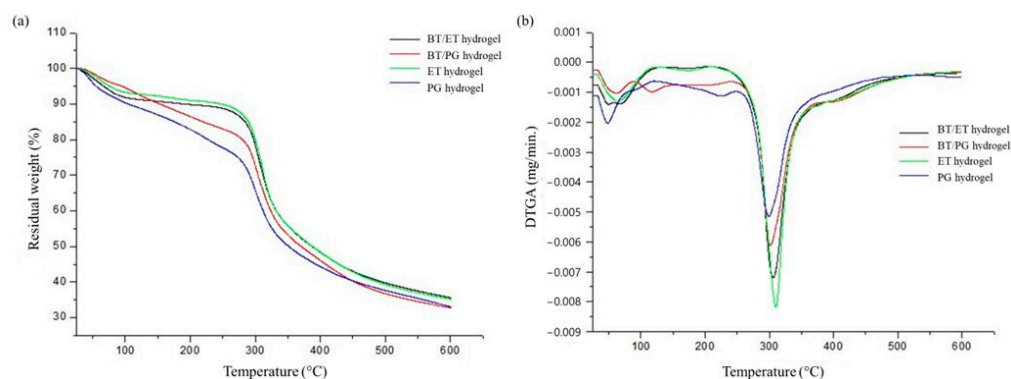 (a)
110
100
90
80
70
60
50
40
30
Residual weight (%)
100
200
300
400
500
600
Temperature (°C)
BT/ET hydrogel
BT/PG hydrogel
ET hydrogel
PG hydrogel
(b)
0.000
−0.001
−0.002
−0.003
−0.004
−0.005
−0.006
−0.007
−0.008
−0.009
DTGA (mg/min.)
100
200
300
400
500
600
Temperature (°C)
BT/ET hydrogel
BT/PG hydrogel
ET hydrogel
PG hydrogel